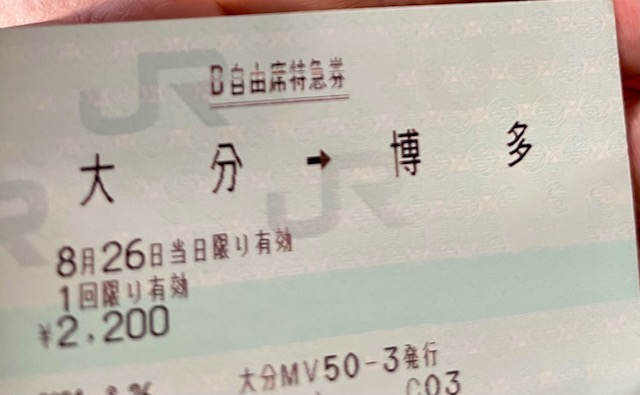 B自由席特急券
大分 ➡ 博多
8月26日当日限り有効
1回限り有効
¥2,200
大分MV50-3発行
C03